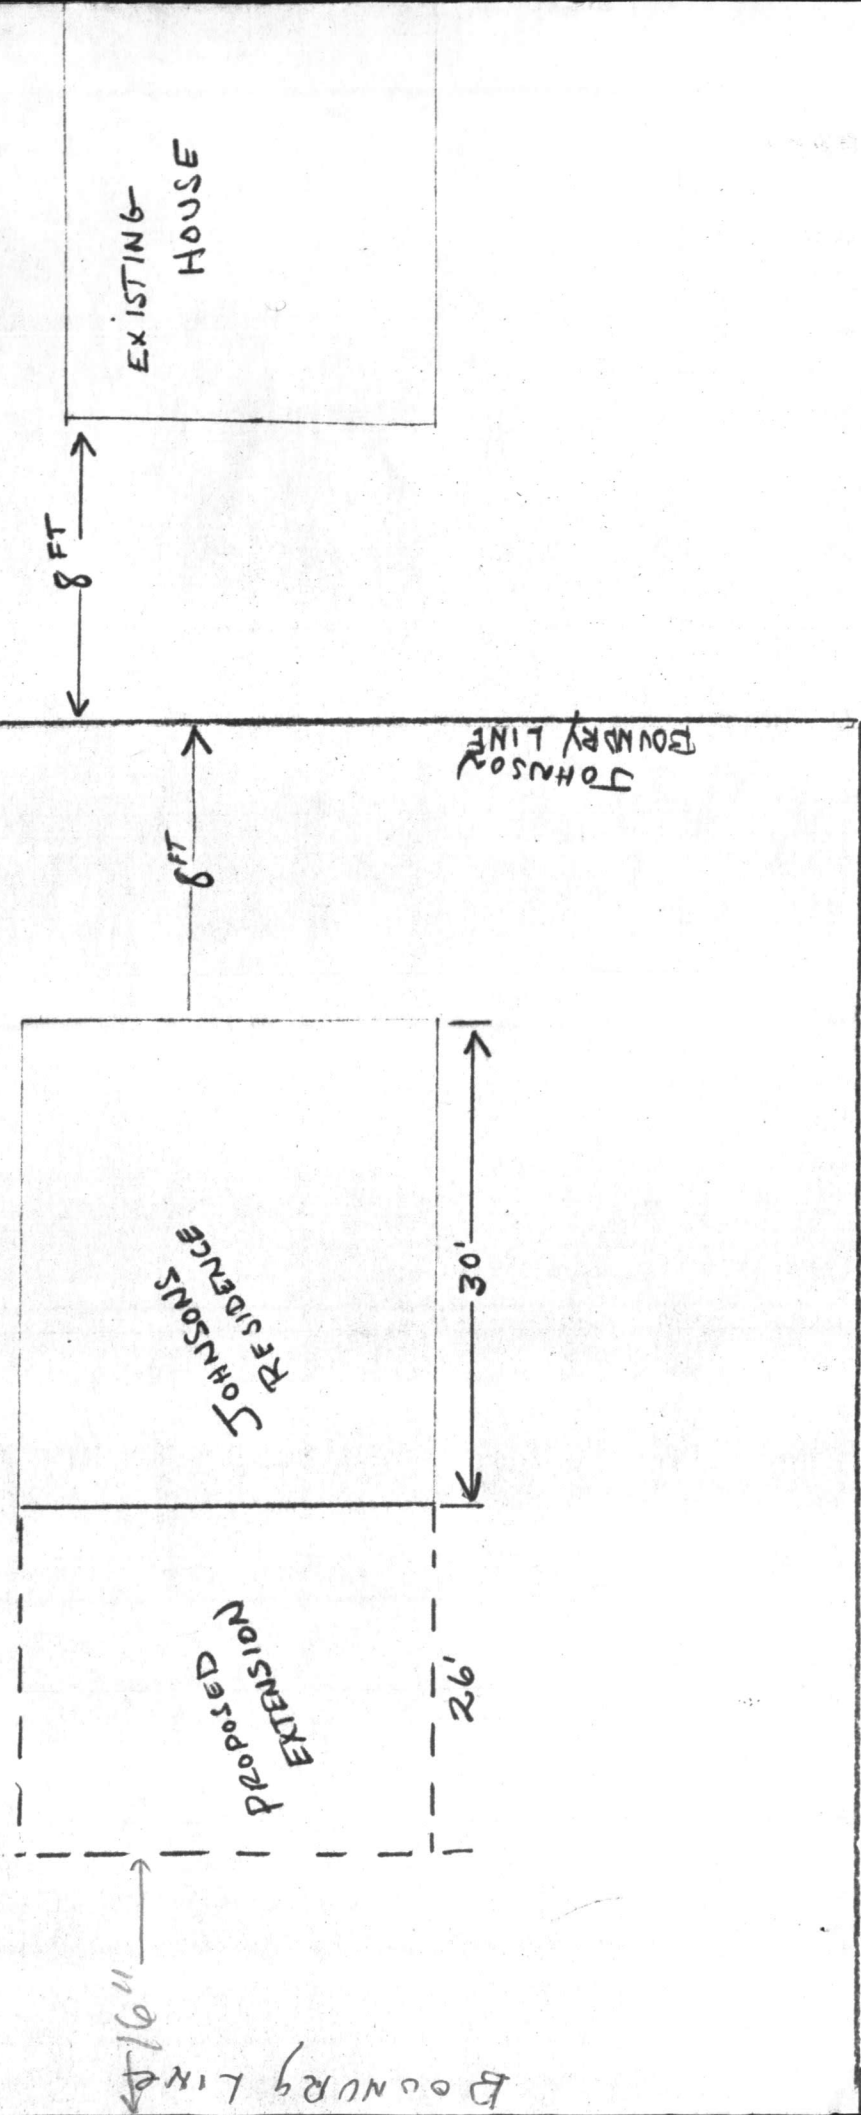 EXISTING
HOUSE
8 FT
JOHNSON
BOUNDRY LINE
8 FT
JOHNSONS
RESIDENCE
30'
PROPOSED
EXTENSION
26'
16"
BOUNDRY LINE